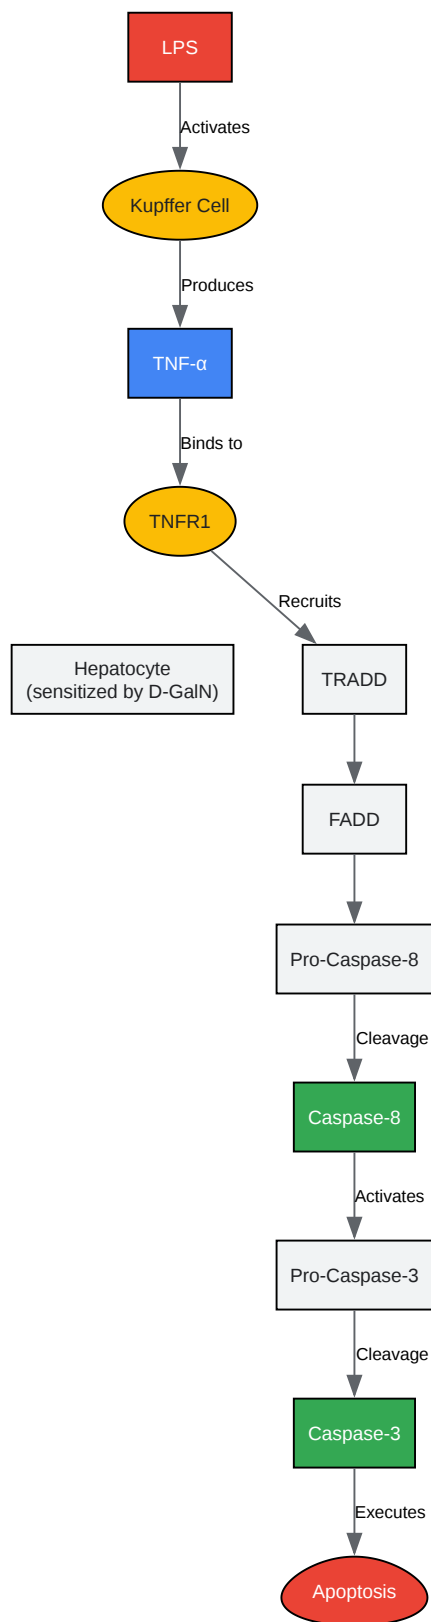 LPS
Activates
Kupffer Cell
Produces
TNF-α
Binds to
TNFR1
Recruits
Hepatocyte
(sensitized by D-GalN)
TRADD
FADD
Pro-Caspase-8
Cleavage
Caspase-8
Activates
Pro-Caspase-3
Cleavage
Caspase-3
Executes
Apoptosis